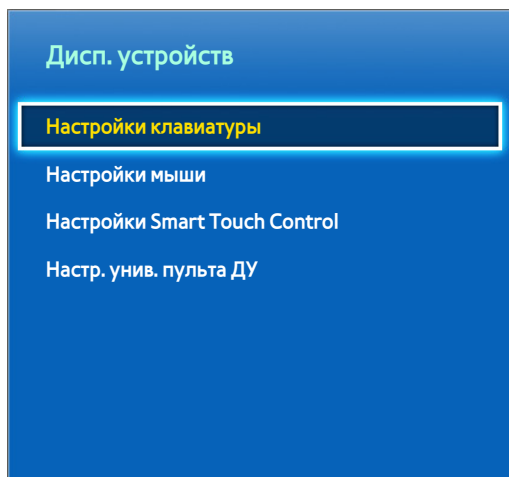 Дисп. устройств
Настройки клавиатуры
Настройки мыши
Настройки Smart Touch Control
Настр. унив. пульта ДУ